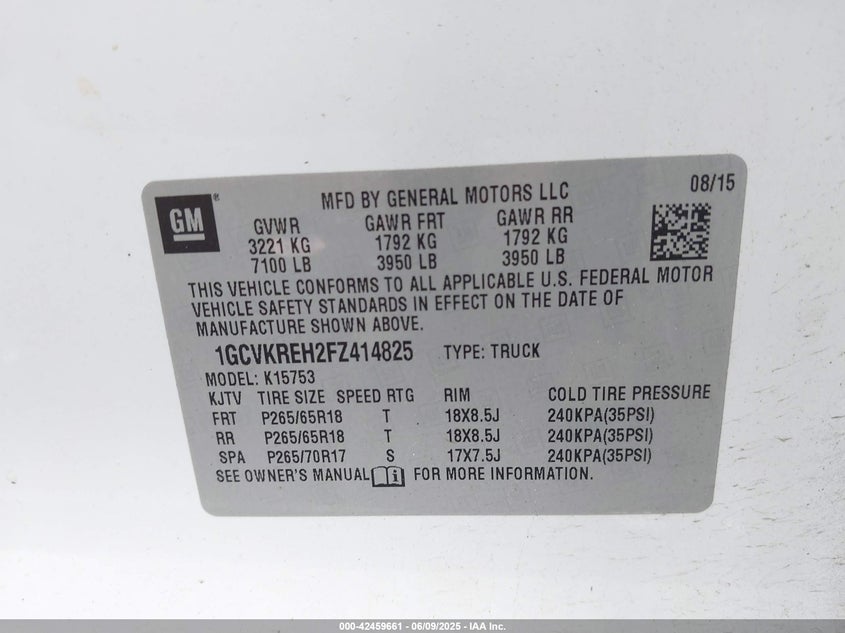 GM®
MFD BY GENERAL MOTORS LLC 08/15
GVWR GAWR FRT GAWR RR
3221 KG 1792 KG 1792 KG
7100 LB 3950 LB 3950 LB
THIS VEHICLE CONFORMS TO ALL APPLICABLE U.S. FEDERAL MOTOR
VEHICLE SAFETY STANDARDS IN EFFECT ON THE DATE OF
MANUFACTURE SHOWN ABOVE.
1GCVKREH2FZ414825 TYPE: TRUCK
MODEL: K15753
KJTV TIRE SIZE SPEED RTG RIM COLD TIRE PRESSURE
FRT P265/65R18 T 18X8.5J 240KPA(35PSI)
RR P265/65R18 T 18X8.5J 240KPA(35PSI)
SPA P265/70R17 S 17X7.5J 240KPA(35PSI)
SEE OWNER'S MANUAL FOR MORE INFORMATION.
000-42459661 - 06/09/2025 - IAA Inc.